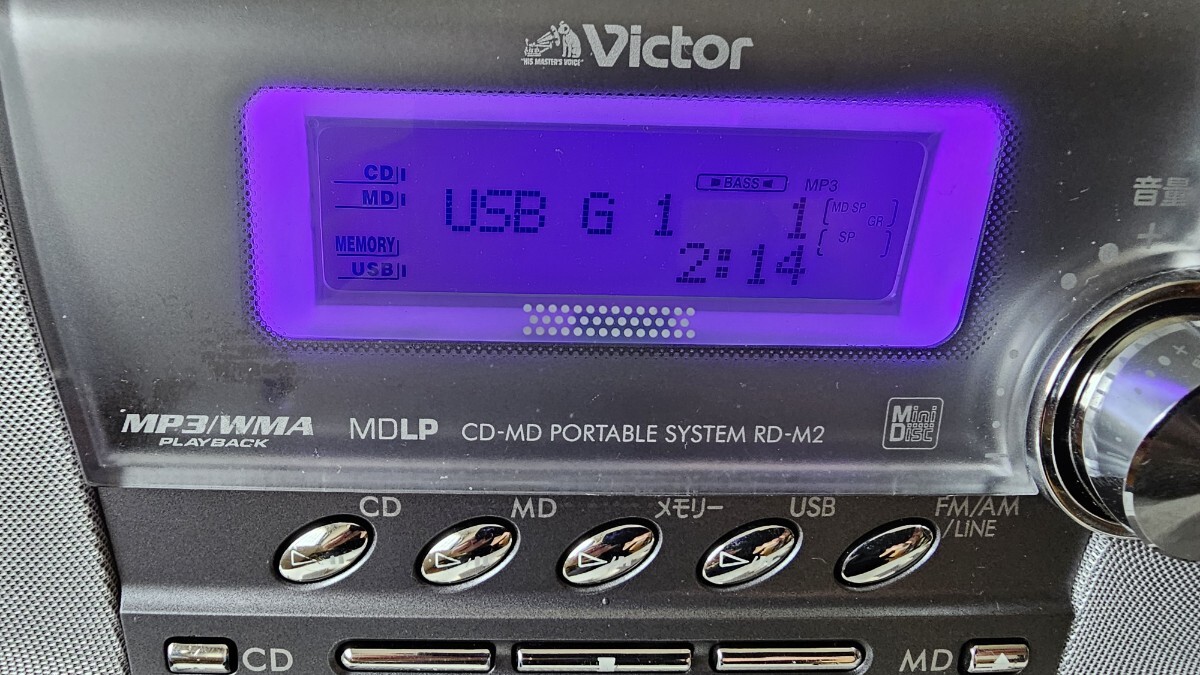 "HIS MASTER'S VOICE"
Victor
CD
MD
MEMORY
USB
BASS
MP3
USB G 1 1
MD SP
GR
SP
2:14
音量
+
MP3/WMA
PLAYBACK
MDLP
CD-MD PORTABLE SYSTEM RD-M2
Mini
Disc
CD
MD
メモリー
USB
FM/AM
/LINE
CD
MD